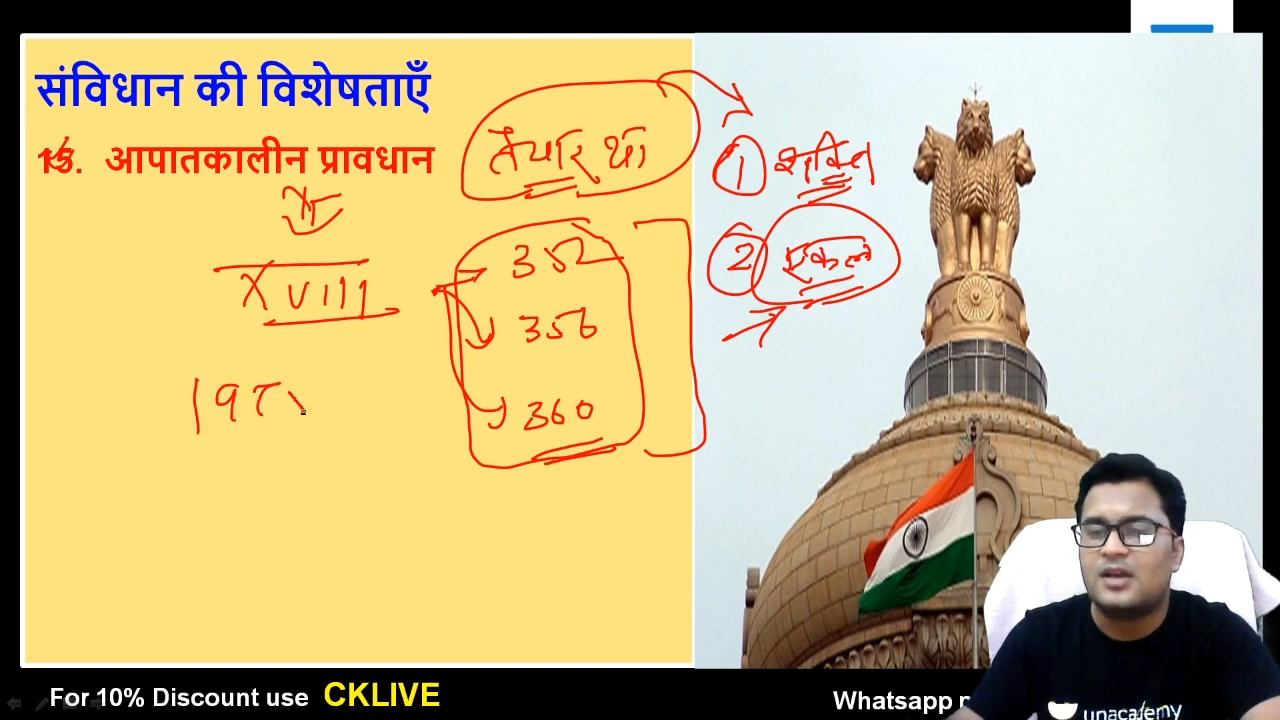 संविधान की विशेषताएँ
15. आपातकालीन प्रावधान
तैयार था
1 शक्ति
2 एकल
XVIII
352
356
360
197
For 10% Discount use CKLIVE
Whatsapp n
unacademy